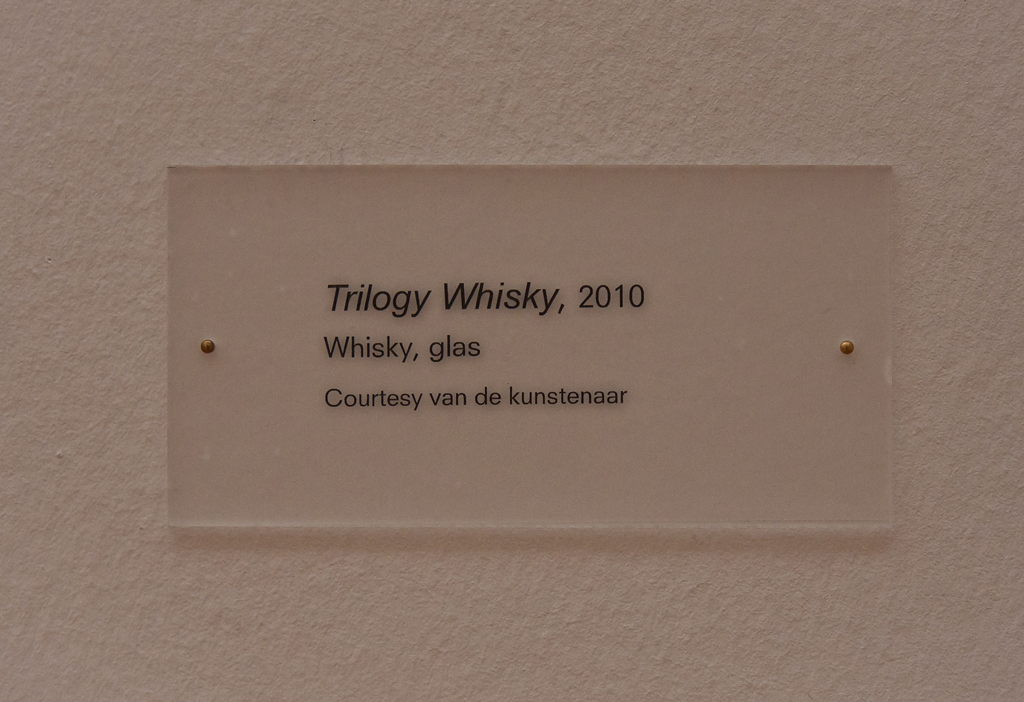 Trilogy Whisky, 2010
Whisky, glas
Courtesy van de kunstenaar